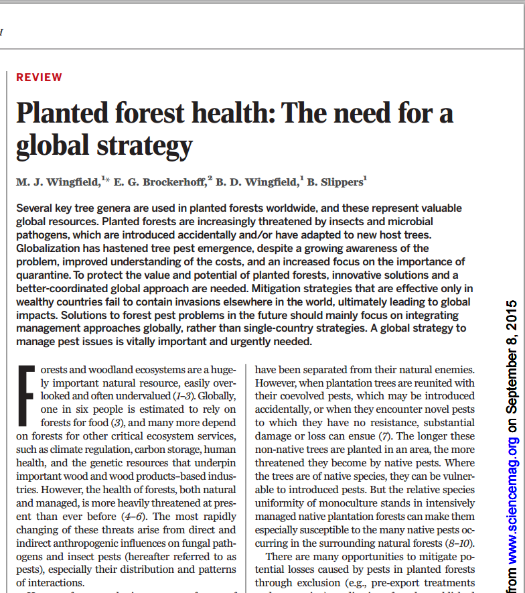 REVIEW
Planted forest health: The need for a
global strategy
M. J. Wingfield,1* E. G. Brockerhoff,2 B. D. Wingfield,1 B. Slippers1
Several key tree genera are used in planted forests worldwide, and these represent valuable
global resources. Planted forests are increasingly threatened by insects and microbial
pathogens, which are introduced accidentally and/or have adapted to new host trees.
Globalization has hastened tree pest emergence, despite a growing awareness of the
problem, improved understanding of the costs, and an increased focus on the importance of
quarantine. To protect the value and potential of planted forests, innovative solutions and a
better-coordinated global approach are needed. Mitigation strategies that are effective only in
wealthy countries fail to contain invasions elsewhere in the world, ultimately leading to global
impacts. Solutions to forest pest problems in the future should mainly focus on integrating
management approaches globally, rather than single-country strategies. A global strategy to
manage pest issues is vitally important and urgently needed.
Forests and woodland ecosystems are a huge-
ly important natural resource, easily over-
looked and often undervalued (1–3). Globally,
one in six people is estimated to rely on
forests for food (3), and many more depend
on forests for other critical ecosystem services,
such as climate regulation, carbon storage, human
health, and the genetic resources that underpin
important wood and wood products–based indus-
tries. However, the health of forests, both natural
and managed, is more heavily threatened at pres-
ent than ever before (4–6). The most rapidly
changing of these threats arise from direct and
indirect anthropogenic influences on fungal path-
ogens and insect pests (hereafter referred to as
pests), especially their distribution and patterns
of interactions.
have been separated from their natural enemies.
However, when plantation trees are reunited with
their coevolved pests, which may be introduced
accidentally, or when they encounter novel pests
to which they have no resistance, substantial
damage or loss can ensue (7). The longer these
non-native trees are planted in an area, the more
threatened they become by native pests. Where
the trees are of native species, they can be vulner-
able to introduced pests. But the relative species
uniformity of monoculture stands in intensively
managed native plantation forests can make them
especially susceptible to the many native pests oc-
curring in the surrounding natural forests (8–10).
There are many opportunities to mitigate po-
tential losses caused by pests in planted forests
through exclusion (e.g., pre-export treatments
from www.sciencemag.org on September 8, 2015